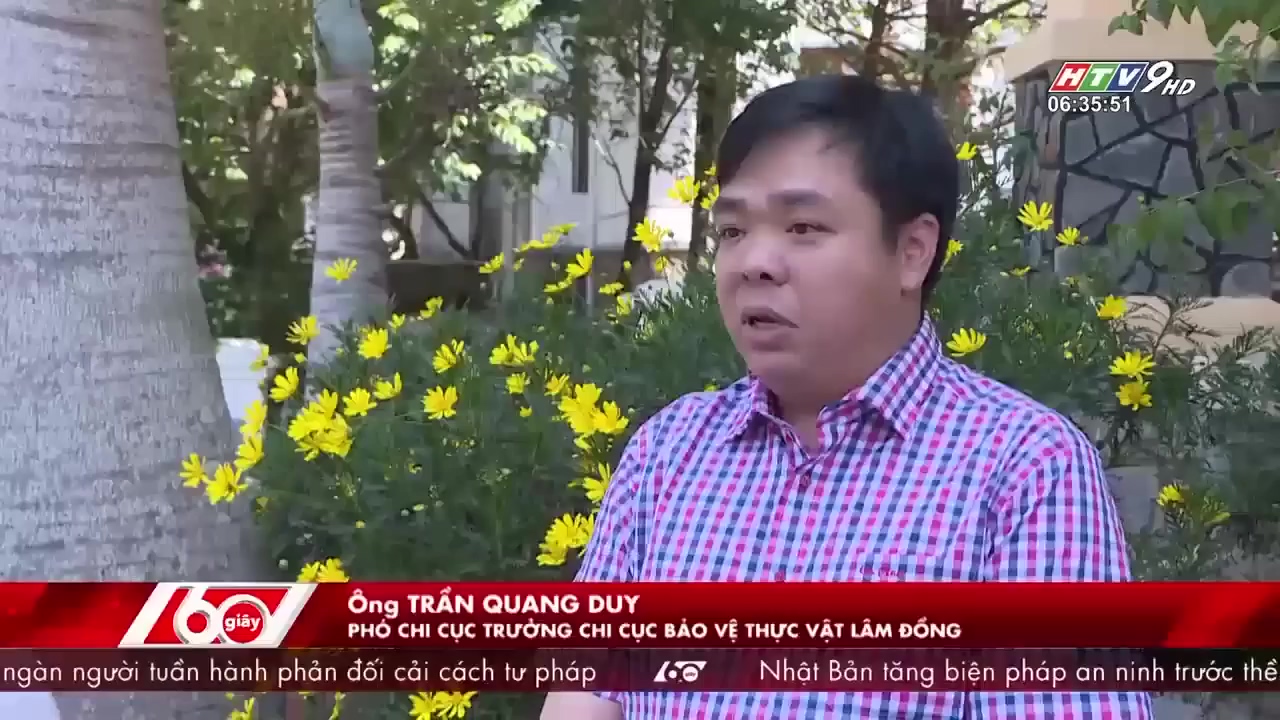 HTV9 HD
06:35:51
60 giây
Ông TRẦN QUANG DUY
PHÓ CHI CỤC TRƯỞNG CHI CỤC BẢO VỆ THỰC VẬT LÂM ĐỒNG
ngàn người tuần hành phản đối cải cách tư pháp 60 Nhật Bản tăng biện pháp an ninh trước thề